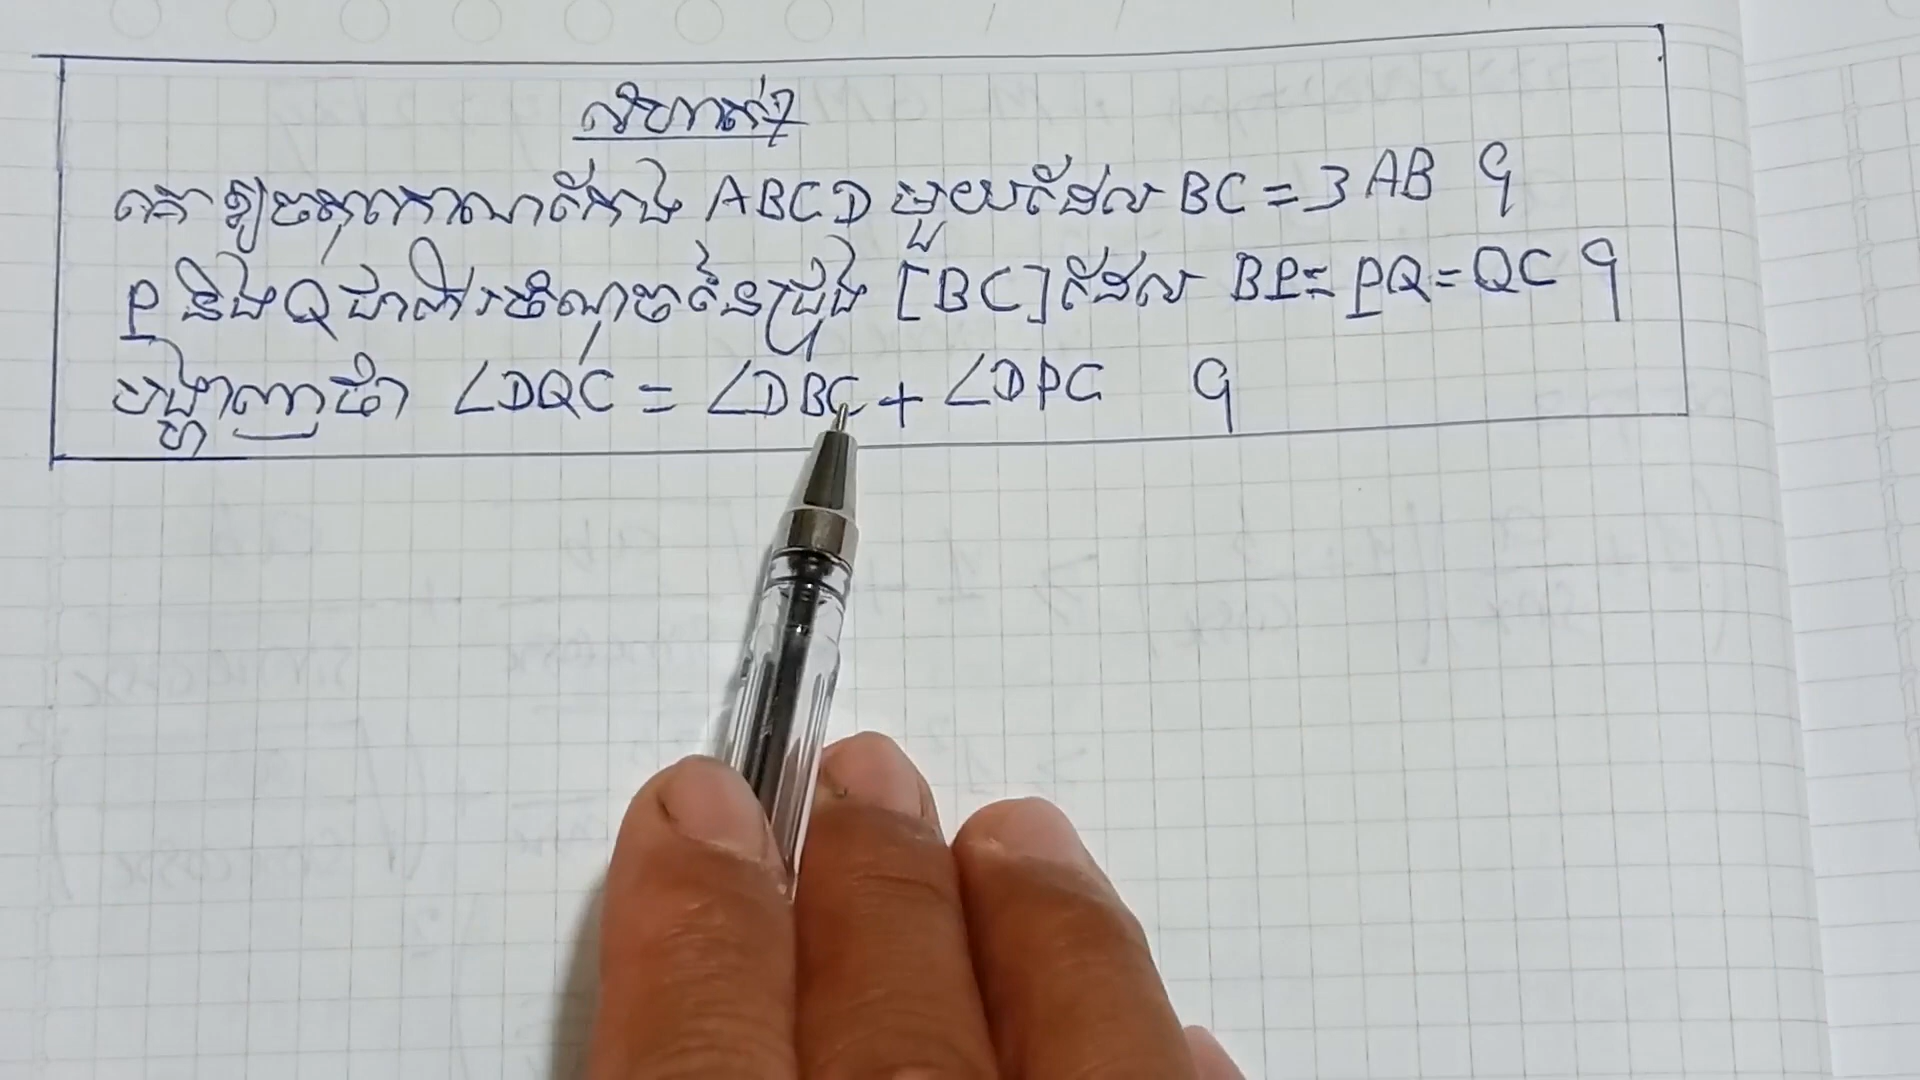 លំហាត់៖
គេឱ្យចតុកោណកែង ABCD មួយដែល BC = 3AB ។
P និង Q ជាពីរចំណុចនៃជ្រុង [BC] ដែល BP = PQ = QC ។
បង្ហាញថា ∠DQC = ∠DBC + ∠DPC ។